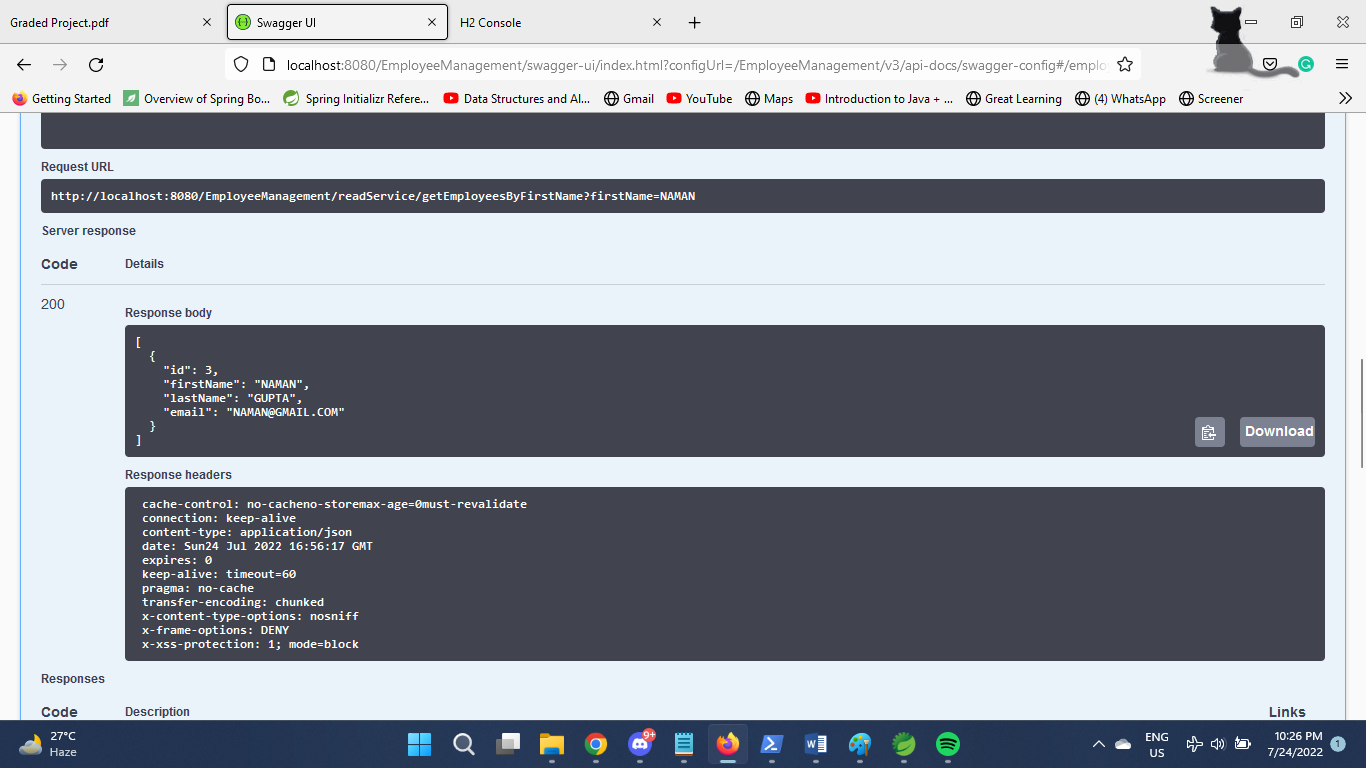 Graded Project.pdf
Swagger UI
H2 Console
localhost:8080/EmployeeManagement/swagger-ui/index.html?configUrl=/EmployeeManagement/v3/api-docs/swagger-config#/emplo
Getting Started
Overview of Spring Bo...
Spring Initializr Refere...
Data Structures and Al...
Gmail
YouTube
Maps
Introduction to Java + ...
Great Learning
(4) WhatsApp
Screener
Request URL
http://localhost:8080/EmployeeManagement/readService/getEmployeesByFirstName?firstName=NAMAN
Server response
Code Details
200
Response body
[
{
"id": 3,
"firstName": "NAMAN",
"lastName": "GUPTA",
"email": "NAMAN@GMAIL.COM"
}
]
Download
Response headers
cache-control: no-cacheno-storemax-age=0must-revalidate
connection: keep-alive
content-type: application/json
date: Sun24 Jul 2022 16:56:17 GMT
expires: 0
keep-alive: timeout=60
pragma: no-cache
transfer-encoding: chunked
x-content-type-options: nosniff
x-frame-options: DENY
x-xss-protection: 1; mode=block
Responses
Code Description Links
27°C
Haze
9+
ENG
US
10:26 PM
7/24/2022
1